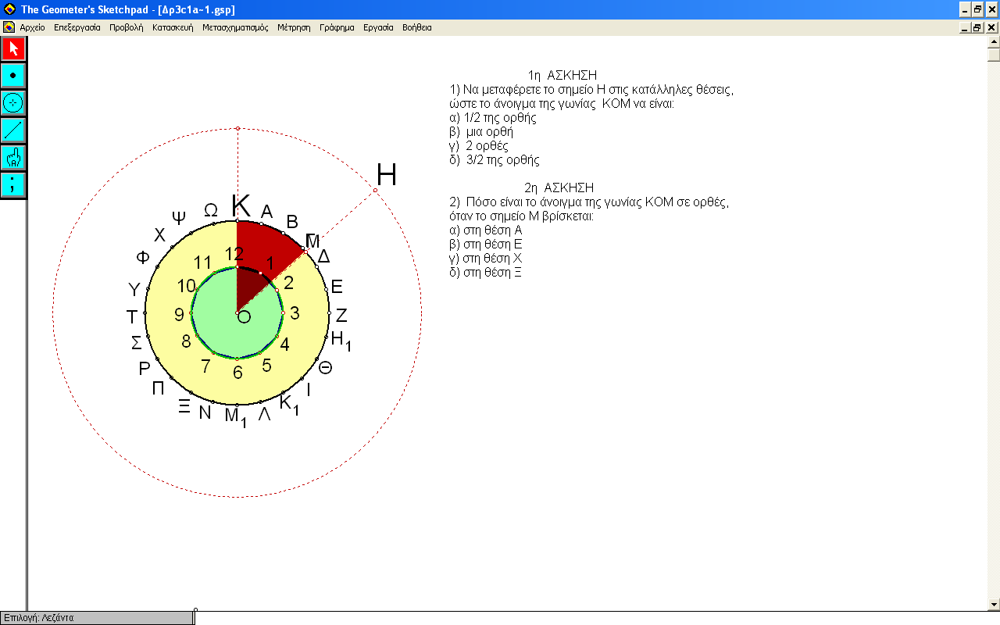 The Geometer's Sketchpad - [Δρ3c1a~1.gsp]
Αρχείο Επεξεργασία Προβολή Κατασκευή Μετασχηματισμός Μέτρηση Γράφημα Εργασία Βοήθεια
1η ΑΣΚΗΣΗ
1) Να μεταφέρετε το σημείο Η στις κατάλληλες θέσεις,
ώστε το άνοιγμα της γωνίας ΚΟΜ να είναι:
α) 1/2 της ορθής
β) μια ορθή
γ) 2 ορθές
δ) 3/2 της ορθής
2η ΑΣΚΗΣΗ
2) Πόσο είναι το άνοιγμα της γωνίας ΚΟΜ σε ορθές,
όταν το σημείο Μ βρίσκεται:
α) στη θέση Α
β) στη θέση Ε
γ) στη θέση Χ
δ) στη θέση Ξ
Η
Κ
Α
Β
Γ
Μ
Δ
Ε
Ζ
Η1
Θ
Ι
Κ1
Λ
Μ1
Ν
Ξ
Π
Ρ
Σ
Τ
Υ
Φ
Χ
Ψ
Ω
12
1
2
3
4
5
6
7
8
9
10
11
Ο
Επιλογή: Λεζάντα